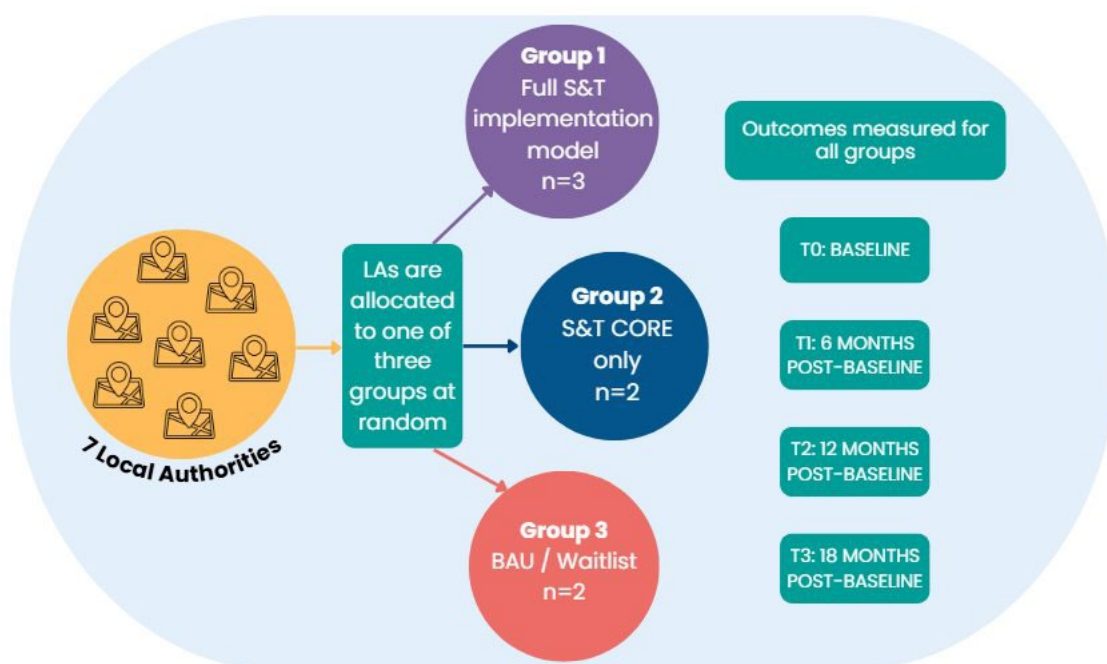 7 Local Authorities
LAs are
allocated
to one of
three
groups at
random
Group 1
Full S&T
implementation
model
n=3
Group 2
S&T CORE
only
n=2
Group 3
BAU / Waitlist
n=2
Outcomes measured for
all groups
T0: BASELINE
T1: 6 MONTHS
POST-BASELINE
T2: 12 MONTHS
POST-BASELINE
T3: 18 MONTHS
POST-BASELINE